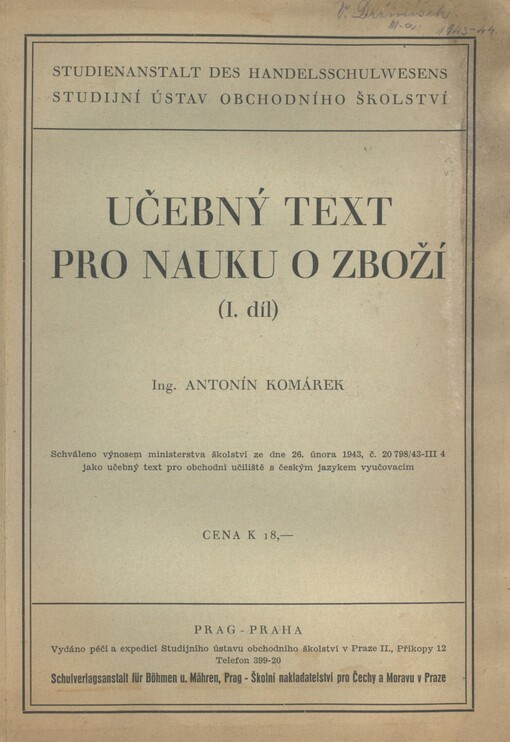 1943-44
STUDIENANSTALT DES HANDELSSCHULWESENS
STUDIJNÍ ÚSTAV OBCHODNÍHO ŠKOLSTVÍ
UČEBNÝ TEXT
PRO NAUKU O ZBOŽÍ
(I. díl)
Ing. ANTONÍN KOMÁREK
Schváleno výnosem ministerstva školství ze dne 26. února 1943, č. 20 798/43-III 4
jako učebný text pro obchodní učiliště s českým jazykem vyučovacím
CENA K 18,—
PRAG - PRAHA
Vydáno péčí a expedicí Studijního ústavu obchodního školství v Praze II., Příkopy 12
Telefon 399-20
Schulverlagsanstalt für Böhmen u. Mähren, Prag - Školní nakladatelství pro Čechy a Moravu v Praze